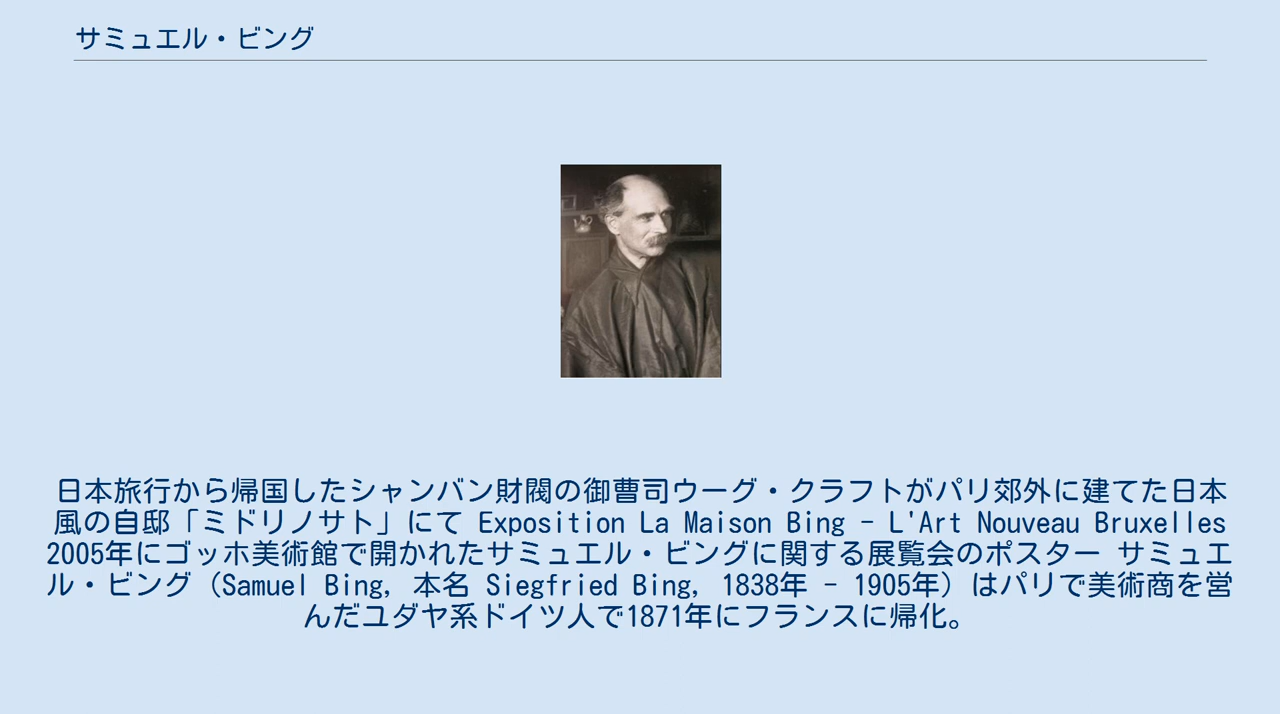 サミュエル・ビング
日本旅行から帰国したシャンバン財閥の御曹司ウーグ・クラフトがパリ郊外に建てた日本
風の自邸「ミドリノサト」にて Exposition La Maison Bing - L'Art Nouveau Bruxelles
2005年にゴッホ美術館で開かれたサミュエル・ビングに関する展覧会のポスター サミュエ
ル・ビング（Samuel Bing, 本名 Siegfried Bing, 1838年 - 1905年）はパリで美術商を営
んだユダヤ系ドイツ人で1871年にフランスに帰化。